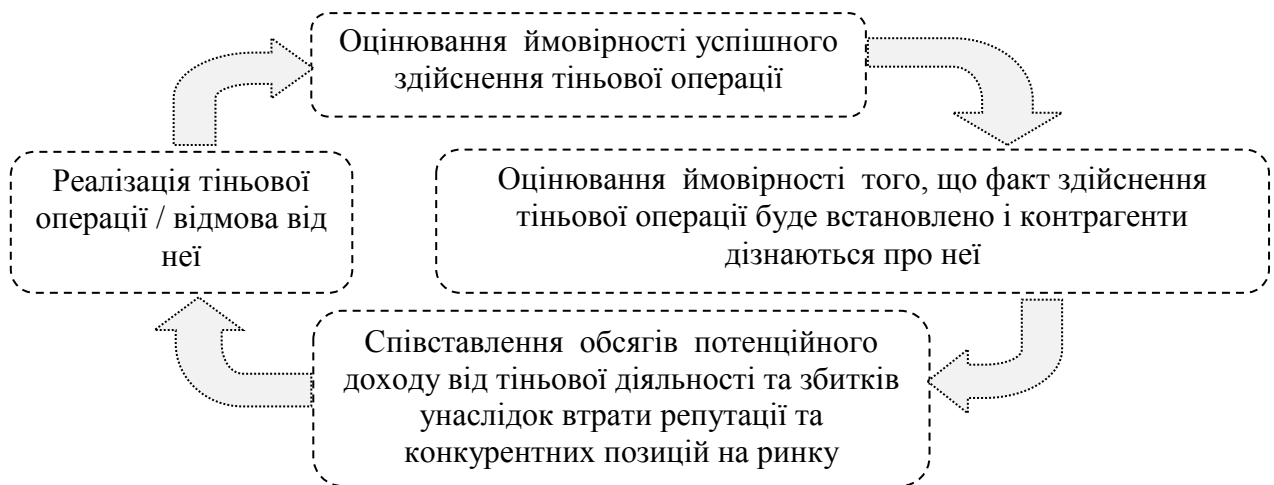 Оцінювання ймовірності успішного
здійснення тіньової операції
Оцінювання ймовірності того, що факт здійснення
тіньової операції буде встановлено і контрагенти
дізнаються про неї
Співставлення обсягів потенційного
доходу від тіньової діяльності та збитків
унаслідок втрати репутації та
конкурентних позицій на ринку
Реалізація тіньової
операції / відмова від
неї